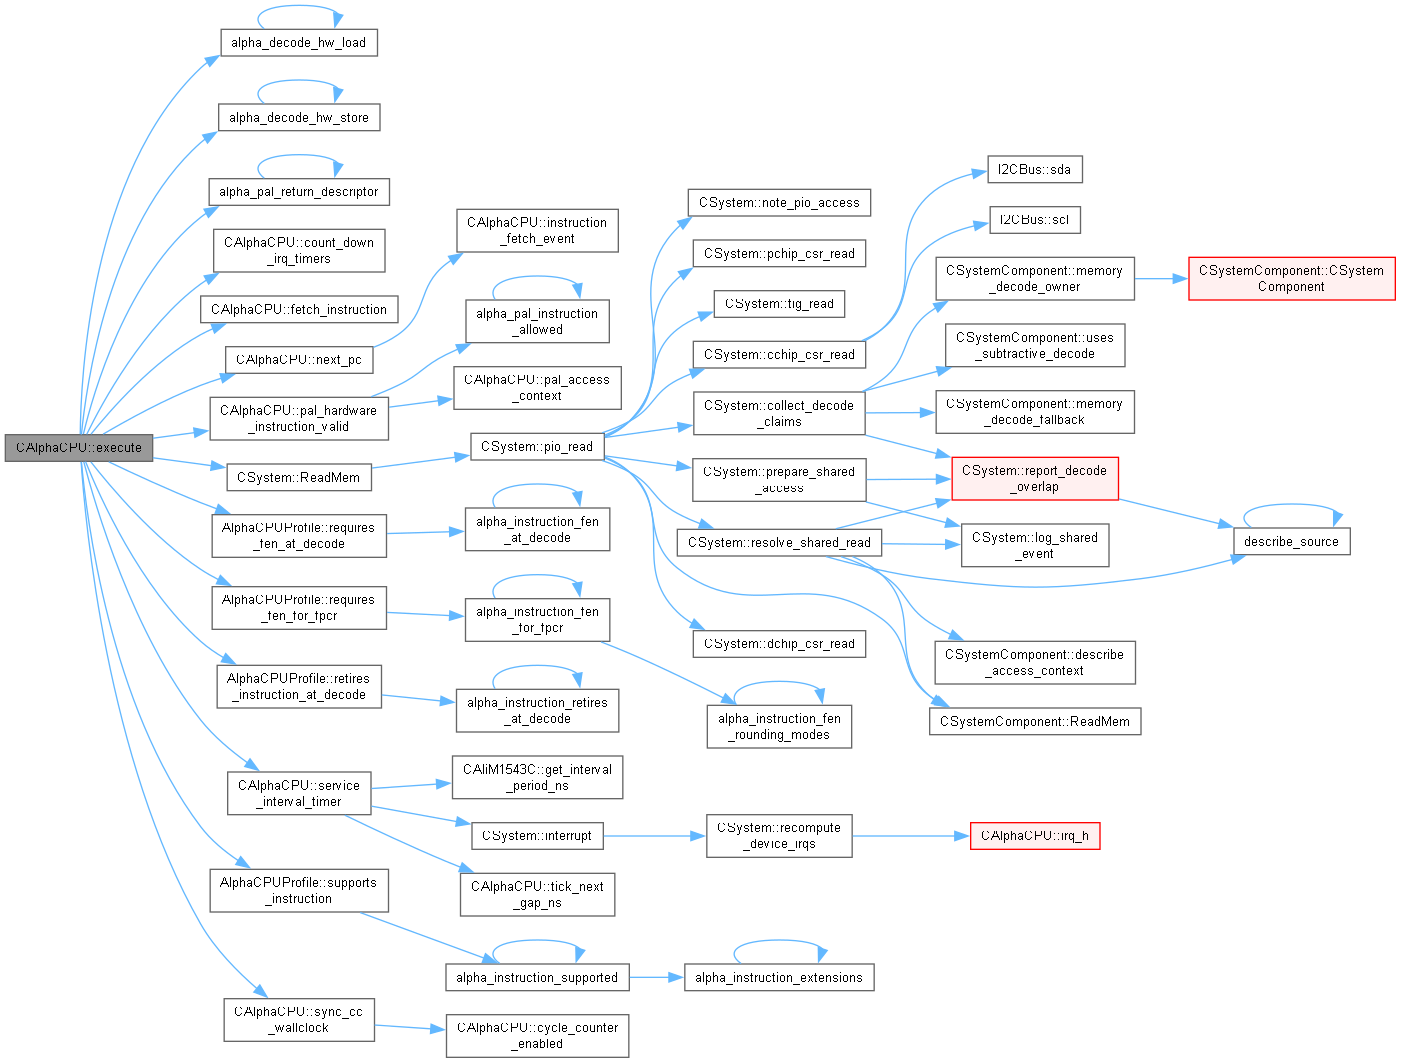 alpha_decode_hw_load
alpha_decode_hw_store
alpha_pal_return_descriptor
CAlphaCPU::count_down
_irq_timers
CAlphaCPU::fetch_instruction
CAlphaCPU::next_pc
CAlphaCPU::pal_hardware
_instruction_valid
CAlphaCPU::execute
CSystem::ReadMem
AlphaCPUProfile::requires
_fen_at_decode
AlphaCPUProfile::requires
_fen_for_fpcr
AlphaCPUProfile::retires
_instruction_at_decode
CAlphaCPU::service
_interval_timer
AlphaCPUProfile::supports
_instruction
CAlphaCPU::sync_cc
_wallclock
CAlphaCPU::instruction
_fetch_event
alpha_pal_instruction
_allowed
CAlphaCPU::pal_access
_context
CSystem::pio_read
alpha_instruction_fen
_at_decode
alpha_instruction_fen
_for_fpcr
alpha_instruction_retires
_at_decode
CAliM1543C::get_interval
_period_ns
CSystem::interrupt
CAlphaCPU::tick_next
_gap_ns
alpha_instruction_supported
CAlphaCPU::cycle_counter
_enabled
CSystem::note_pio_access
CSystem::pchip_csr_read
CSystem::tig_read
CSystem::cchip_csr_read
CSystem::collect_decode
_claims
CSystem::prepare_shared
_access
CSystem::resolve_shared_read
CSystem::dchip_csr_read
alpha_instruction_fen
_rounding_modes
CSystem::recompute
_device_irqs
alpha_instruction_extensions
I2CBus::sda
I2CBus::scl
CSystemComponent::memory
_decode_owner
CSystemComponent::uses
_subtractive_decode
CSystemComponent::memory
_decode_fallback
CSystem::report_decode
_overlap
CSystem::log_shared
_event
CSystemComponent::describe
_access_context
CSystemComponent::ReadMem
CAlphaCPU::irq_h
CSystemComponent::CSystem
Component
describe_source